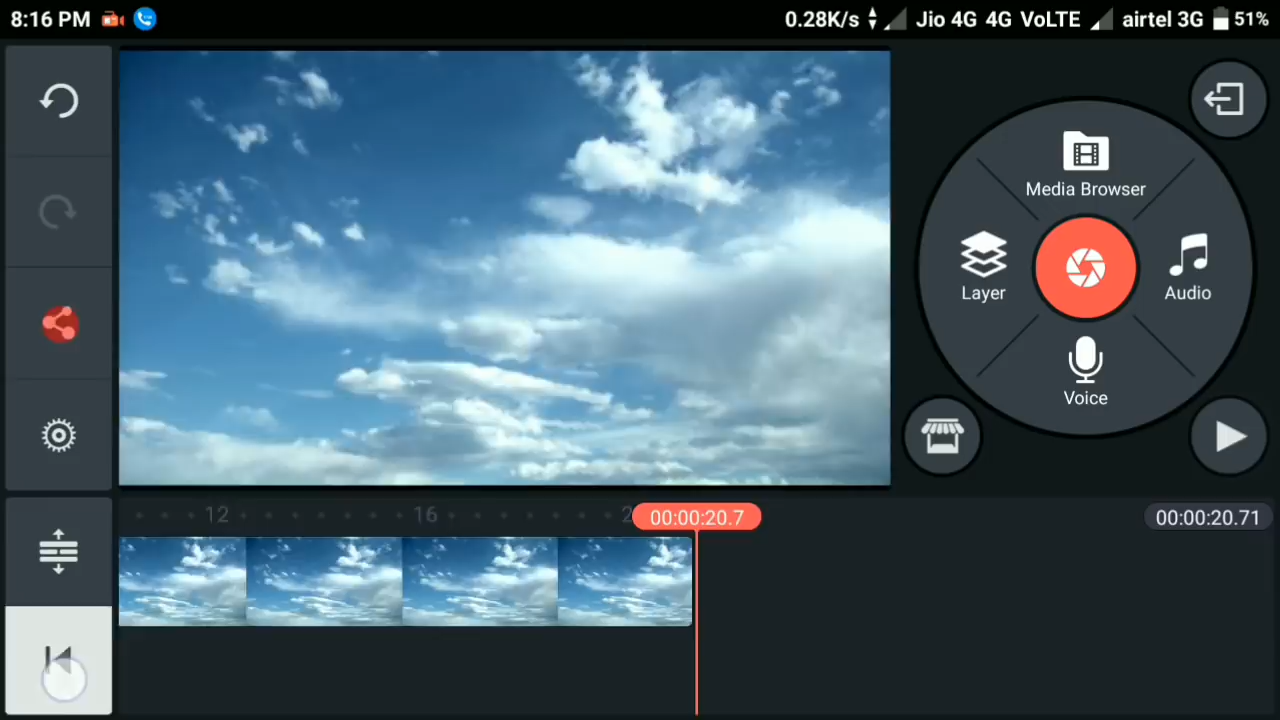 8:16 PM 0.28K/s Jio 4G 4G VoLTE airtel 3G 51%
Media Browser
Layer
Audio
Voice
12 16 2 00:00:20.7 00:00:20.71